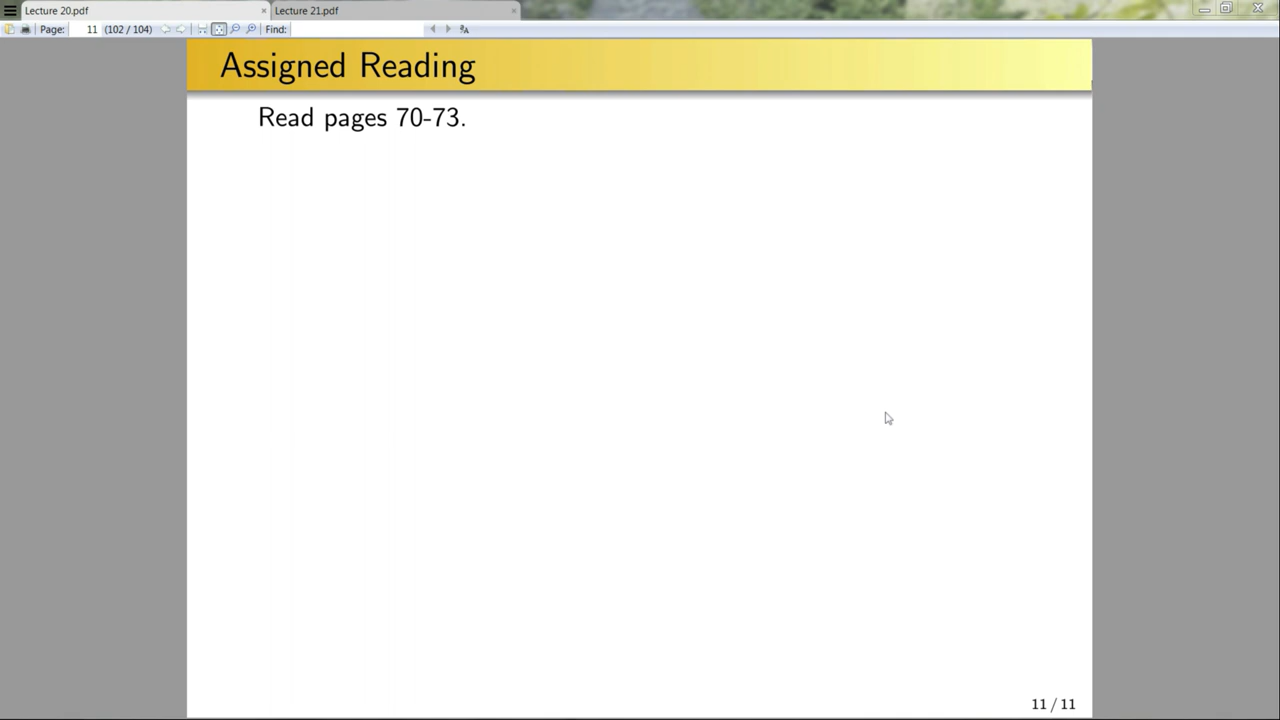 Lecture 20.pdf
Lecture 21.pdf
Page: 11 (102 / 104) Find:
Assigned Reading
Read pages 70-73.
11 / 11